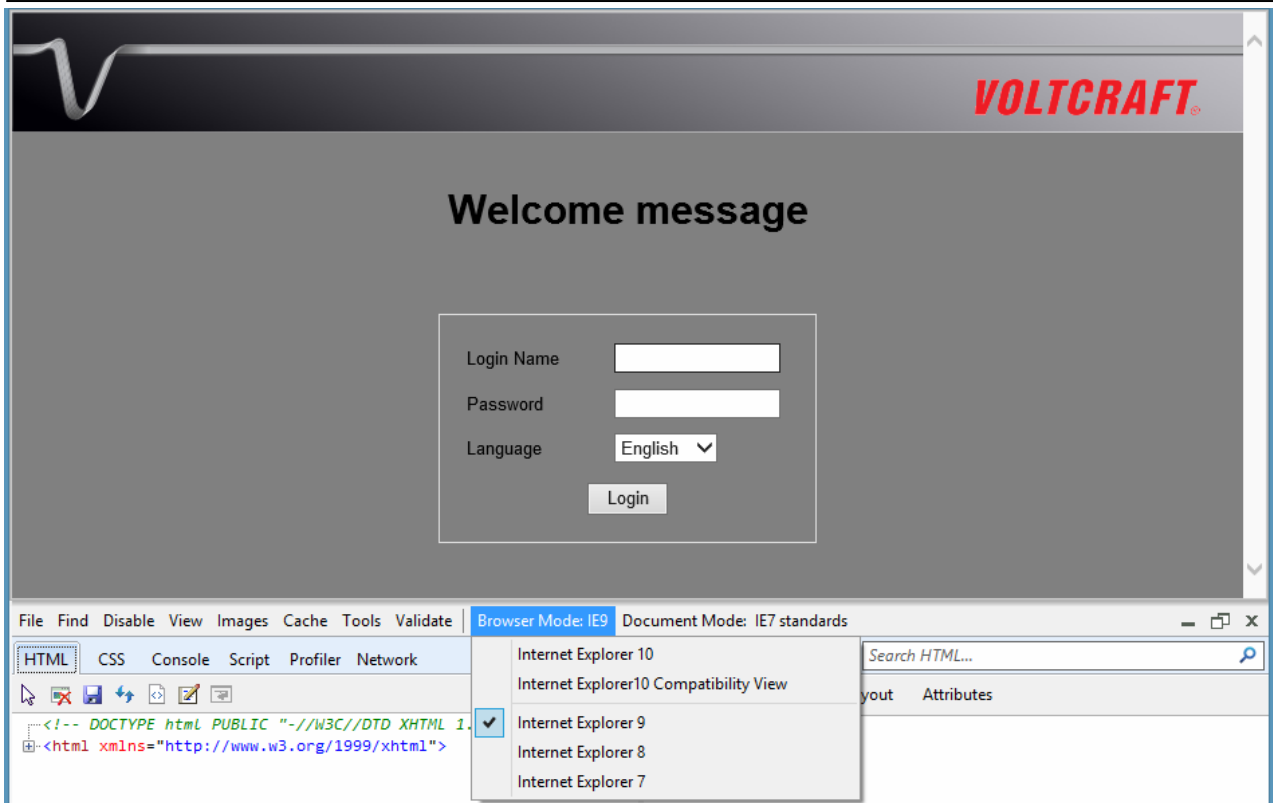 VOLTCRAFT®
Welcome message
Login Name
Password
Language English
Login
File Find Disable View Images Cache Tools Validate Browser Mode: IE9 Document Mode: IE7 standards
HTML CSS Console Script Profiler Network Search HTML...
Internet Explorer 10
Internet Explorer10 Compatibility View
yout Attributes
<!-- DOCTYPE html PUBLIC "-//W3C//DTD XHTML 1.
Internet Explorer 9
<html xmlns="http://www.w3.org/1999/xhtml">
Internet Explorer 8
Internet Explorer 7